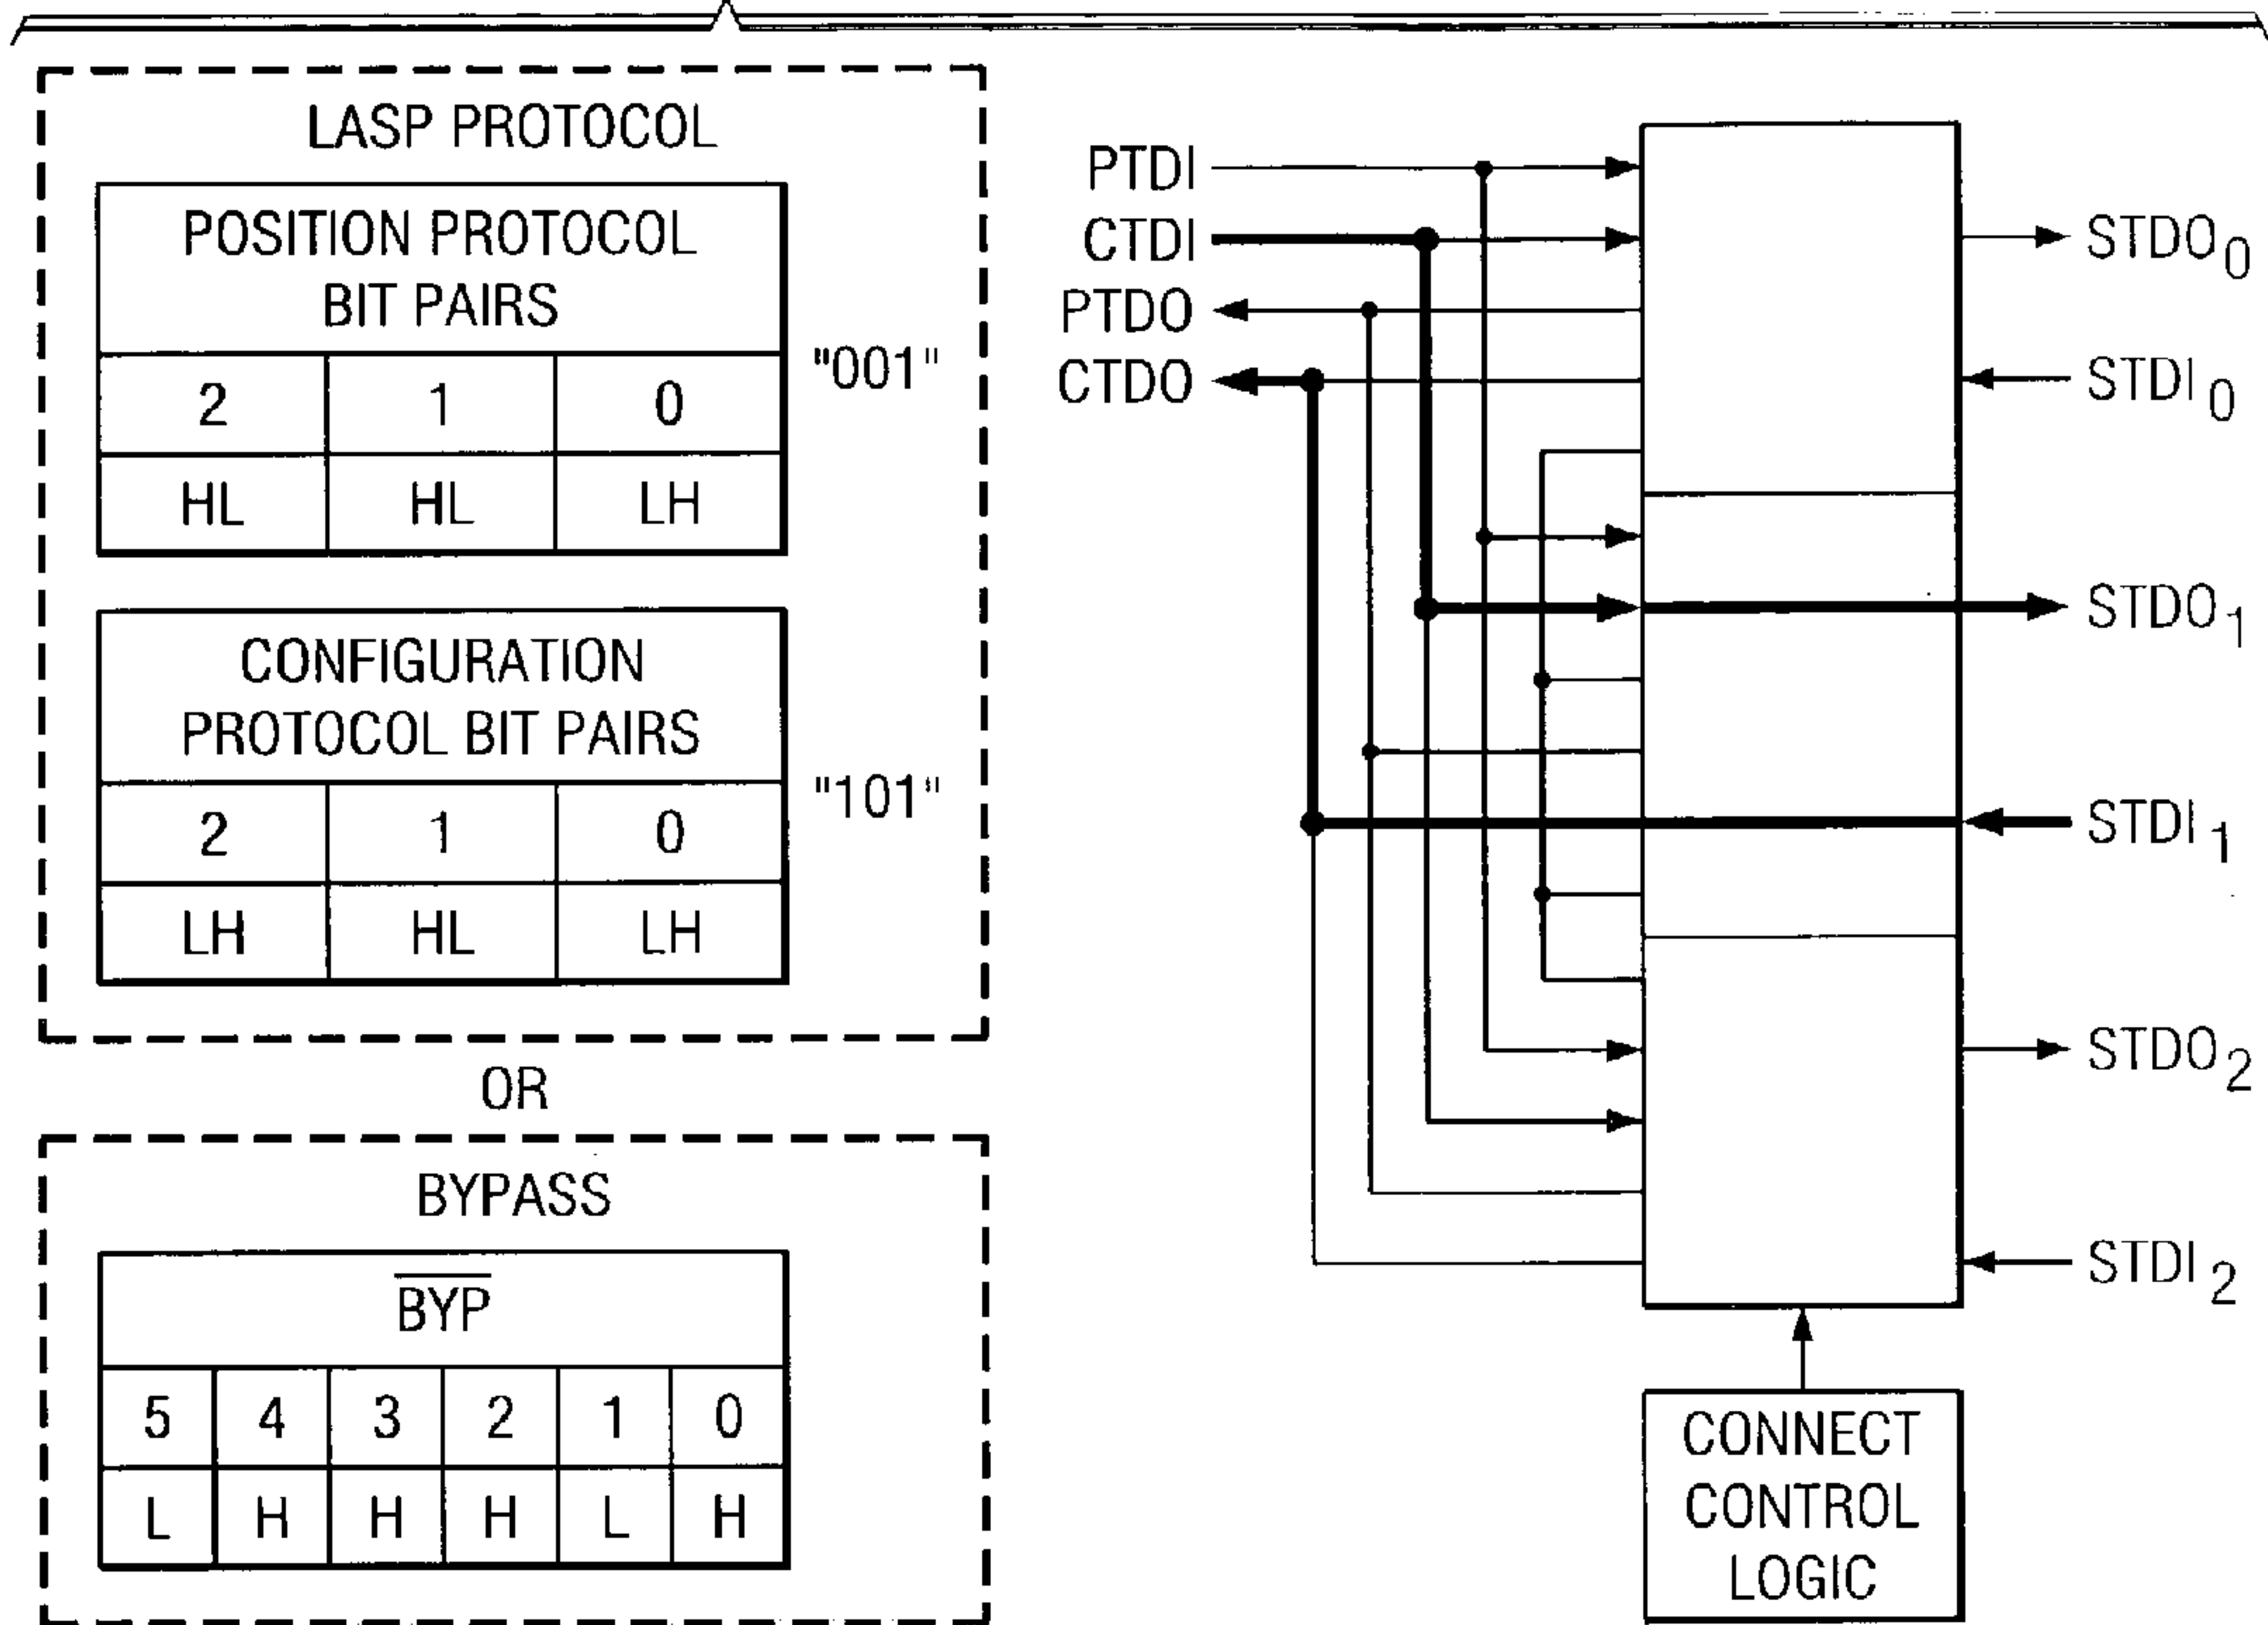 LASP PROTOCOL
POSITION PROTOCOL
BIT PAIRS
2 1 0
HL HL LH
"001"
CONFIGURATION
PROTOCOL BIT PAIRS
2 1 0
LH HL LH
"101"
OR
BYPASS
B̅Y̅P̅
5 4 3 2 1 0
L H H H L H
PTDI
CTDI
PTDO
CTDO
STDO₀
STDI₀
STDO₁
STDI₁
STDO₂
STDI₂
CONNECT
CONTROL
LOGIC